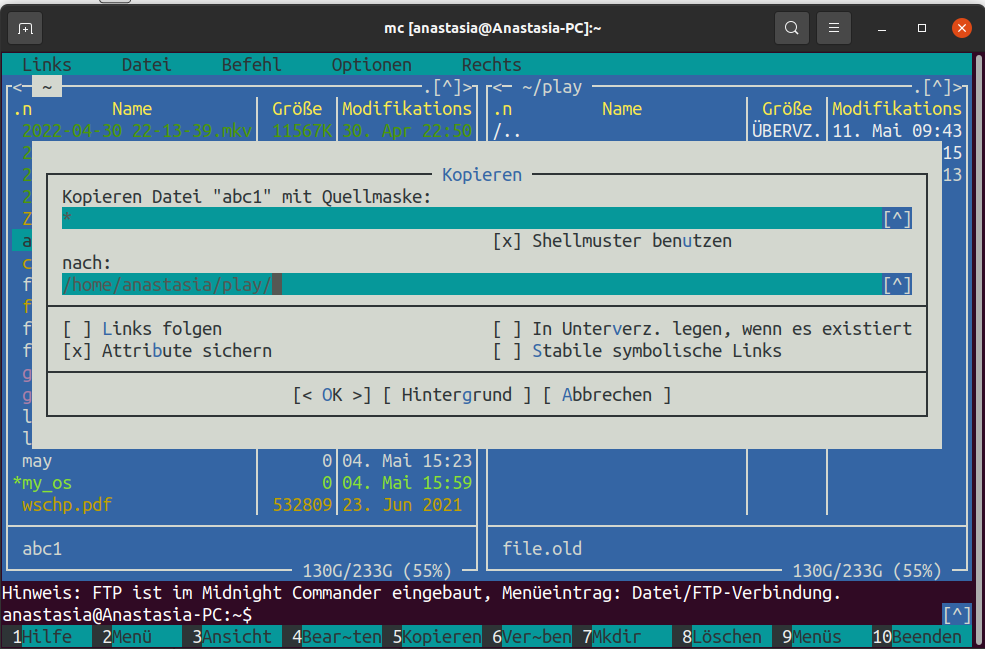 mc [anastasia@Anastasia-PC]:~
Links Datei Befehl Optionen Rechts
<─ ~ .[^]> <─ ~/play .[^]>
.n Name Größe Modifikations .n Name Größe Modifikations
2022-04-30 22-13-39.mkv 11567K 30. Apr 22:50 /.. ÜBERVZ. 11. Mai 09:43
2 15
2 Kopieren 13
2 Kopieren Datei "abc1" mit Quellmaske:
Z * [^]
a [x] Shellmuster benutzen
c nach:
f /home/anastasia/play/ [^]
f
f [ ] Links folgen [ ] In Unterverz. legen, wenn es existiert
f [x] Attribute sichern [ ] Stabile symbolische Links
g
g [< OK >] [ Hintergrund ] [ Abbrechen ]
l
l
may 0 04. Mai 15:23
*my_os 0 04. Mai 15:59
wschp.pdf 532809 23. Jun 2021
abc1 file.old
130G/233G (55%) 130G/233G (55%)
Hinweis: FTP ist im Midnight Commander eingebaut, Menüeintrag: Datei/FTP-Verbindung.
anastasia@Anastasia-PC:~$ [^]
1Hilfe 2Menü 3Ansicht 4Bear~ten 5Kopieren 6Ver~ben 7Mkdir 8Löschen 9Menüs 10Beenden